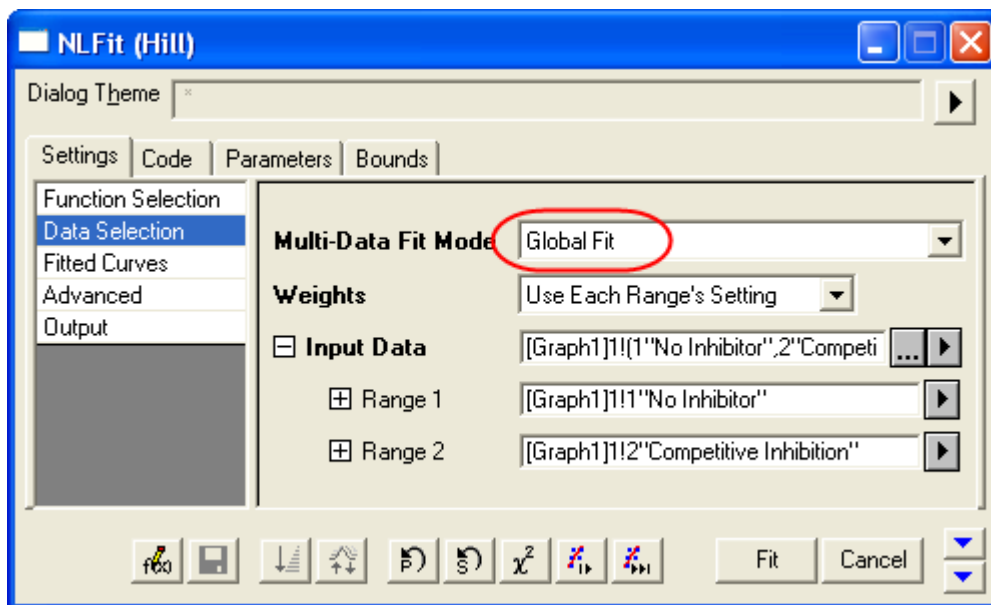 NLFit (Hill)
Dialog Theme *
Settings Code Parameters Bounds
Function Selection
Data Selection
Fitted Curves
Advanced
Output
Multi-Data Fit Mode Global Fit
Weights Use Each Range's Setting
Input Data [Graph1]1!(1"No Inhibitor",2"Competi ...
Range 1 [Graph1]1!1"No Inhibitor"
Range 2 [Graph1]1!2"Competitive Inhibition"
χ²
Fit Cancel